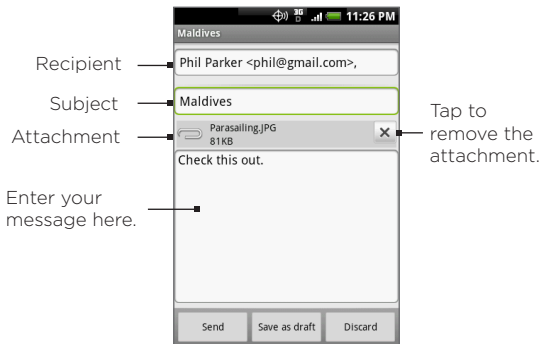 3G
D
11:26 PM
Maldives
Recipient
Phil Parker <phil@gmail.com>,
Subject
Maldives
Attachment
Parasailing.JPG
81KB
Tap to
remove the
attachment.
Check this out.
Enter your
message here.
Send
Save as draft
Discard